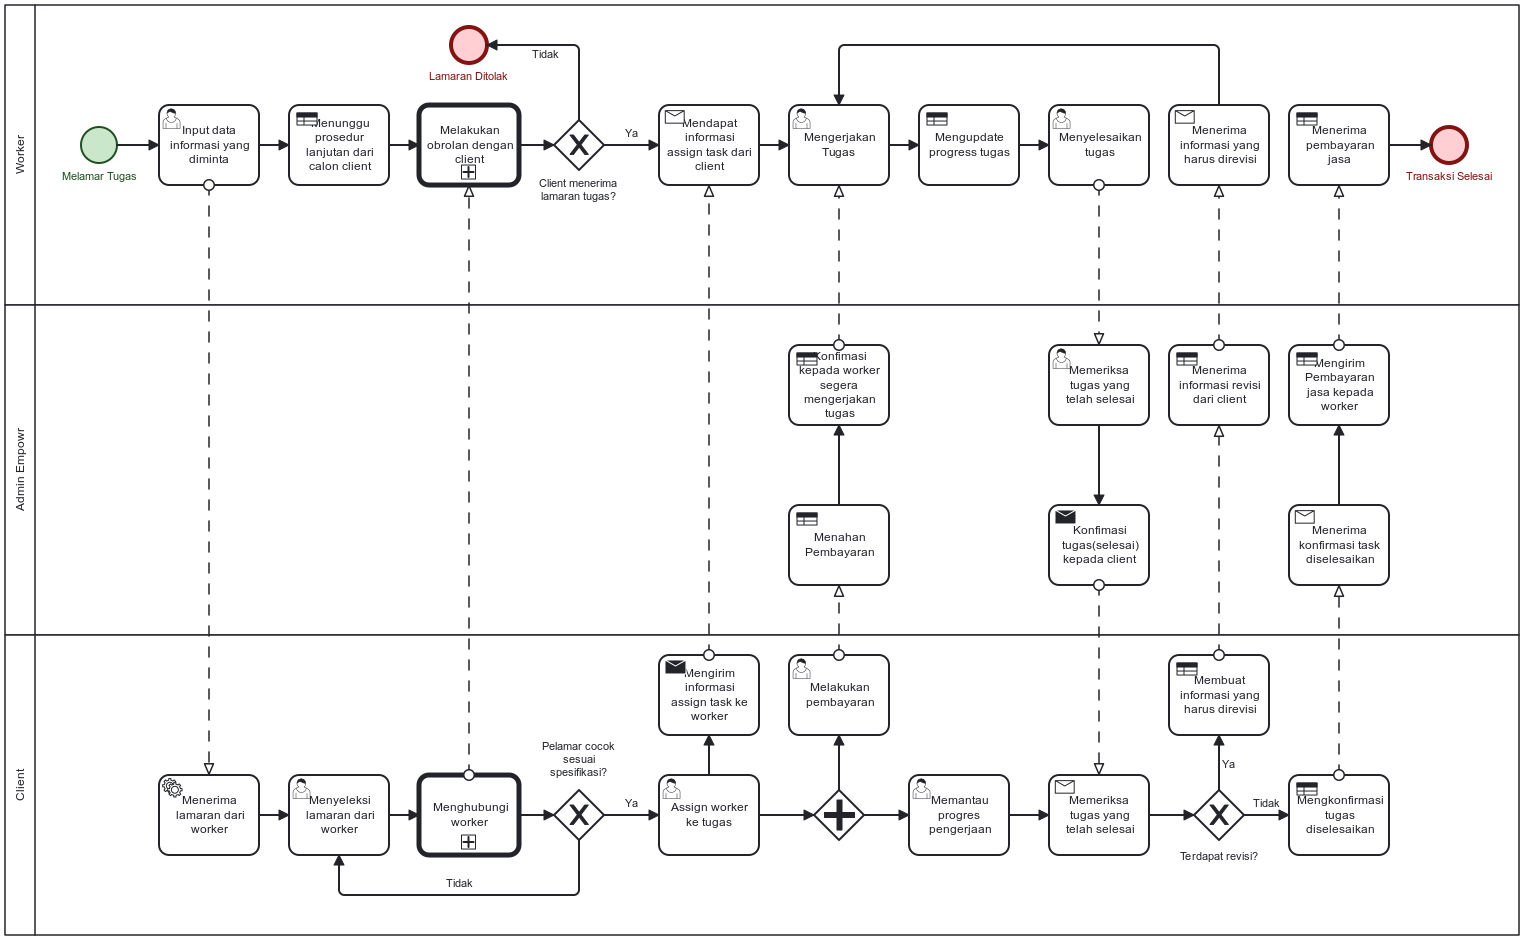 Worker
Melamar Tugas
Input data
informasi yang
diminta
Menunggu
prosedur
lanjutan dari
calon client
Melakukan
obrolan dengan
client
Lamaran Ditolak
Tidak
Client menerima
lamaran tugas?
Ya
Mendapat
informasi
assign task dari
client
Mengerjakan
Tugas
Mengupdate
progress tugas
Menyelesaikan
tugas
Menerima
informasi yang
harus direvisi
Menerima
pembayaran
jasa
Transaksi Selesai
Admin Empowr
Konfimasi
kepada worker
segera
mengerjakan
tugas
Menahan
Pembayaran
Memeriksa
tugas yang
telah selesai
Konfimasi
tugas(selesai)
kepada client
Menerima
informasi revisi
dari client
Mengirim
Pembayaran
jasa kepada
worker
Menerima
konfirmasi task
diselesaikan
Client
Menerima
lamaran dari
worker
Menyeleksi
lamaran dari
worker
Menghubungi
worker
Pelamar cocok
sesuai
spesifikasi?
Tidak
Ya
Mengirim
informasi
assign task ke
worker
Assign worker
ke tugas
Melakukan
pembayaran
Memantau
progres
pengerjaan
Memeriksa
tugas yang
telah selesai
Membuat
informasi yang
harus direvisi
Ya
Terdapat revisi?
Tidak
Mengkonfirmasi
tugas
diselesaikan